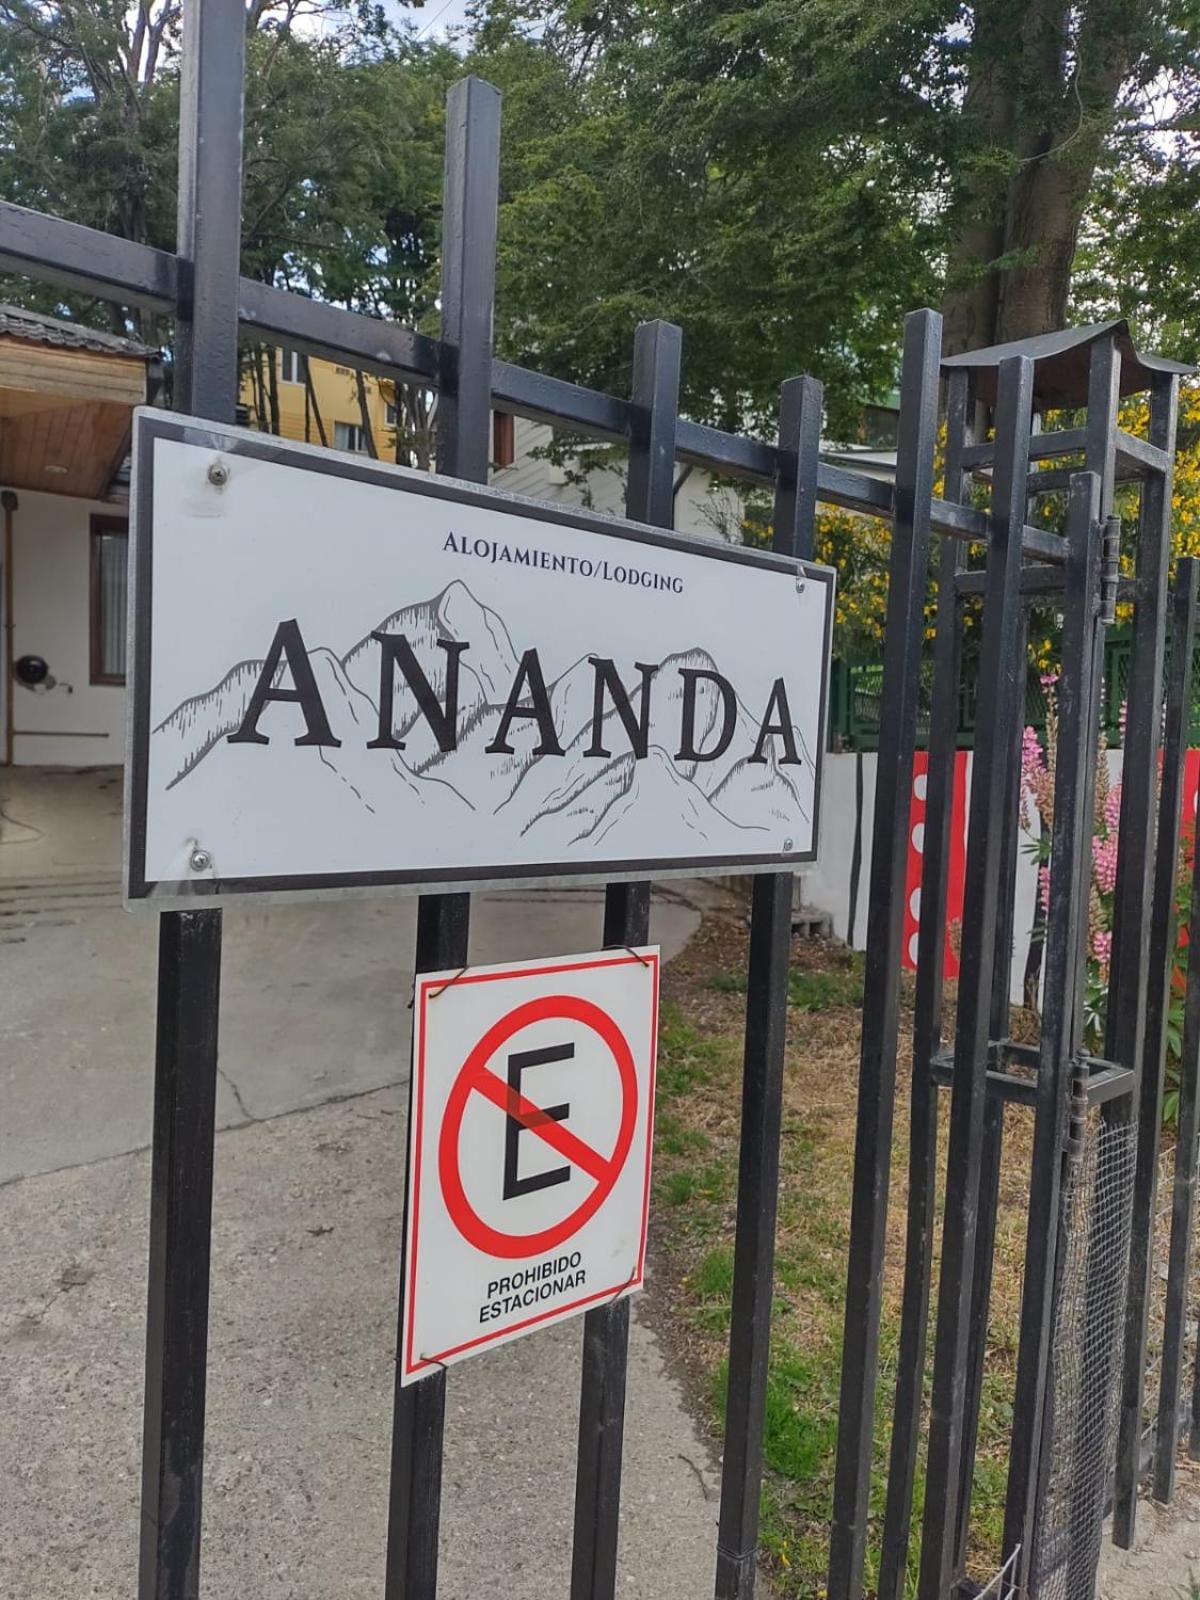 Alojamiento/Lodging
ANANDA
E
PROHIBIDO
ESTACIONAR